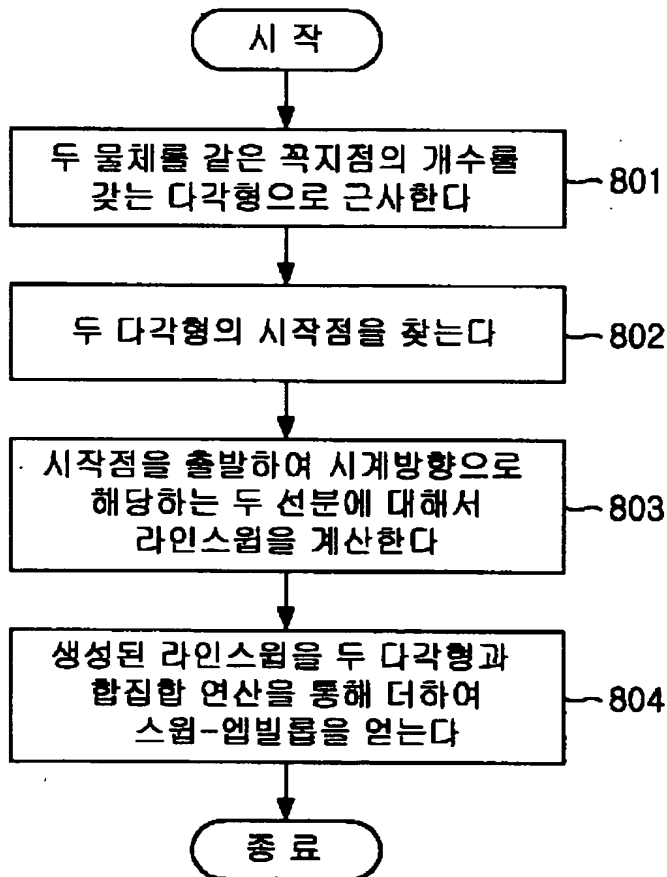 시 작
두 물체를 같은 꼭지점의 개수를
갖는 다각형으로 근사한다
801
두 다각형의 시작점을 찾는다
802
시작점을 출발하여 시계방향으로
해당하는 두 선분에 대해서
라인스윕을 계산한다
803
생성된 라인스윕을 두 다각형과
합집합 연산을 통해 더하여
스윕-엡빌롭을 얻는다
804
종 료